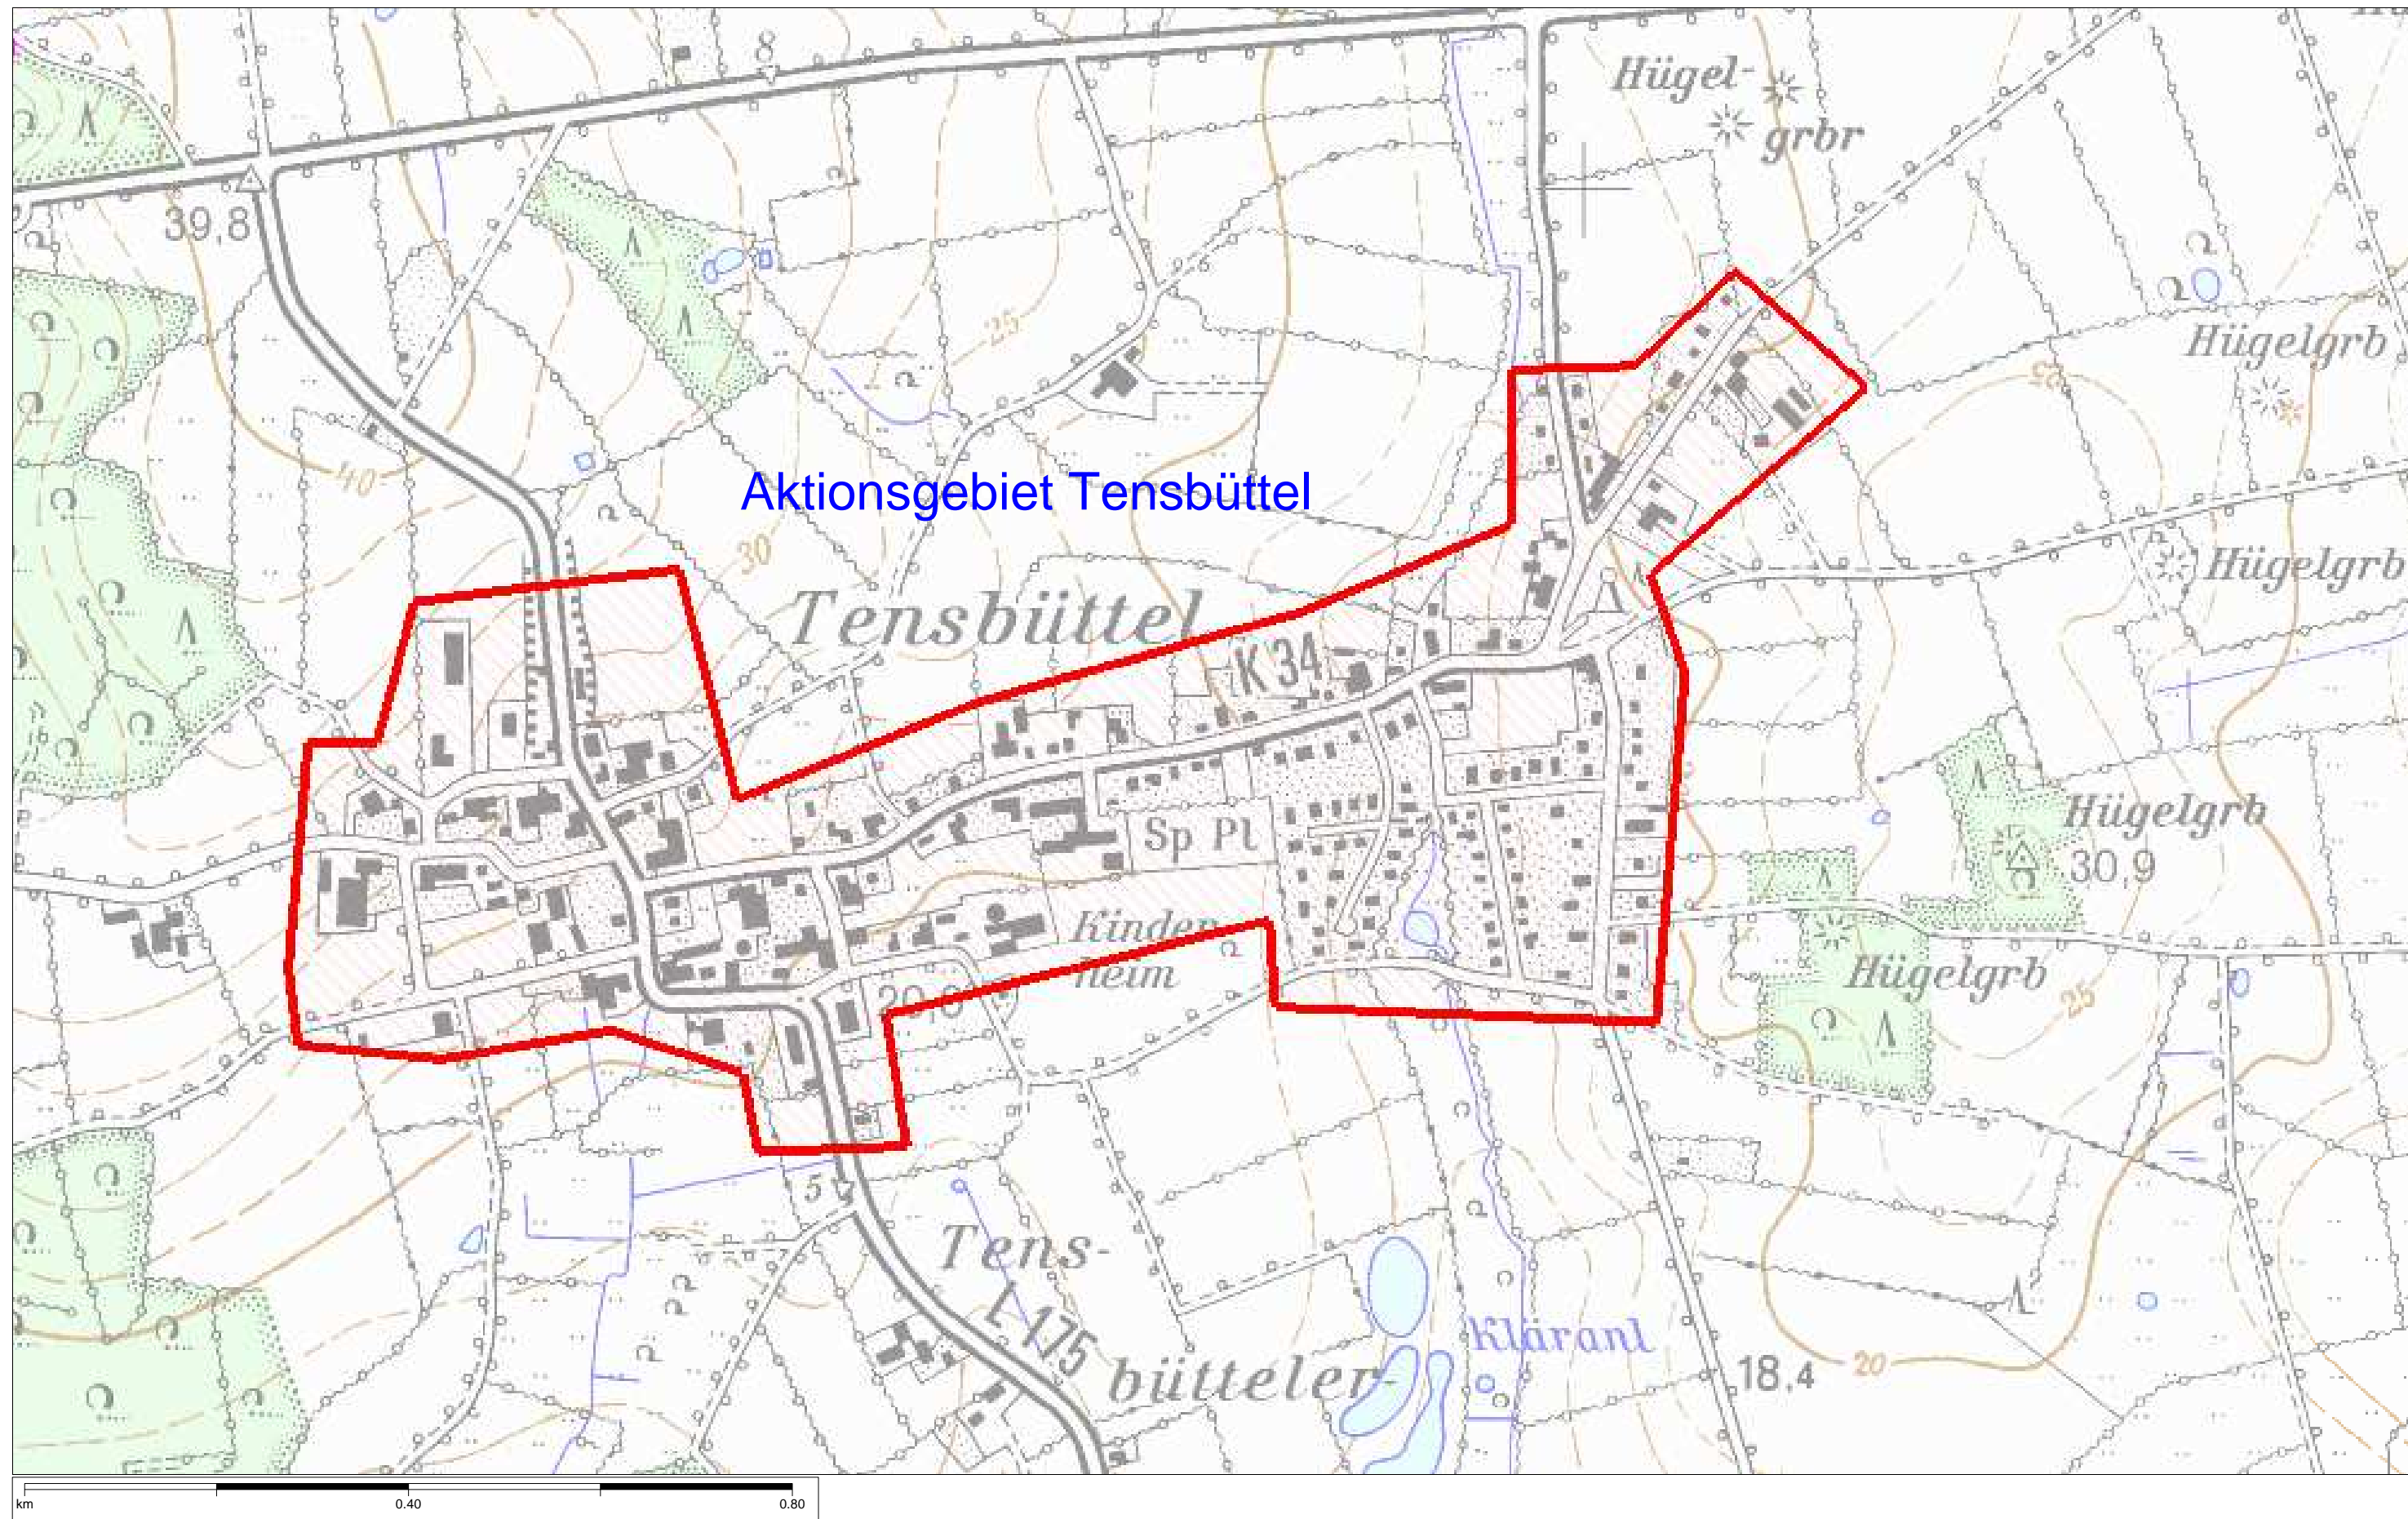 8
Hügel-
grbr
39,8
25
Hügelgrb
25
40
Aktionsgebiet Tensbüttel
30
Hügelgrb
Tensbüttel
K 34
Sp Pl
Hügelgrb
30,9
Kinder
heim
Hügelgrb
25
5
Tens-
L 175
Kläranl
bütteler-
18,4
20
km
0.40
0.80